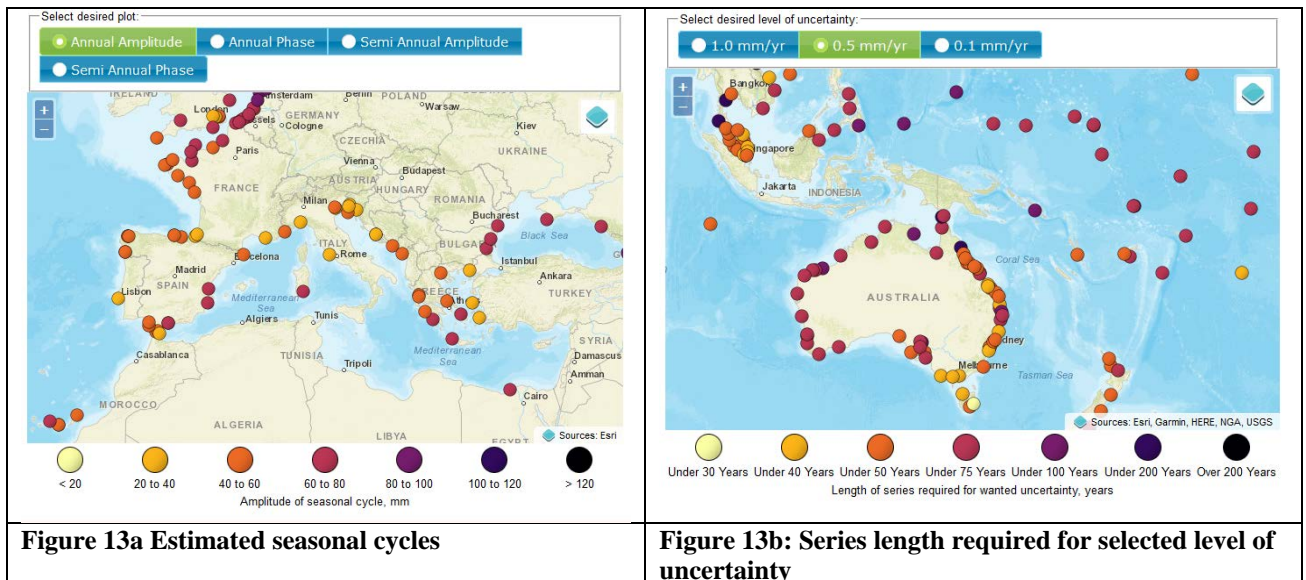 Select desired plot:
Annual Amplitude
Annual Phase
Semi Annual Amplitude
Semi Annual Phase
+
−
IRELAND
London
Amsterdam
Berlin
POLAND
Warsaw
GERMANY
Cologne
Kiev
Paris
CZECHIA
UKRAINE
Vienna
Budapest
FRANCE
AUSTRIA
HUNGARY
Milan
ROMANIA
Bucharest
ITALY
Rome
Black Sea
Barcelona
Istanbul
Madrid
Ankara
SPAIN
Lisbon
TURKEY
Mediterranean
Sea
Algiers
Tunis
SYRIA
Casablanca
TUNISIA
Mediterranean
Sea
Damascus
Tripoli
Amman
MOROCCO
Cairo
ALGERIA
LIBYA
EGYPT
Sources: Esri
< 20
20 to 40
40 to 60
60 to 80
80 to 100
100 to 120
> 120
Amplitude of seasonal cycle, mm
Figure 13a Estimated seasonal cycles
Select desired level of uncertainty:
1.0 mm/yr
0.5 mm/yr
0.1 mm/yr
+
−
Bangkok
Singapore
Jakarta
INDONESIA
Coral Sea
AUSTRALIA
Sydney
Melbourne
Tasman Sea
Sources: Esri, Garmin, HERE, NGA, USGS
Under 30 Years
Under 40 Years
Under 50 Years
Under 75 Years
Under 100 Years
Under 200 Years
Over 200 Years
Length of series required for wanted uncertainty, years
Figure 13b: Series length required for selected level of
uncertainty